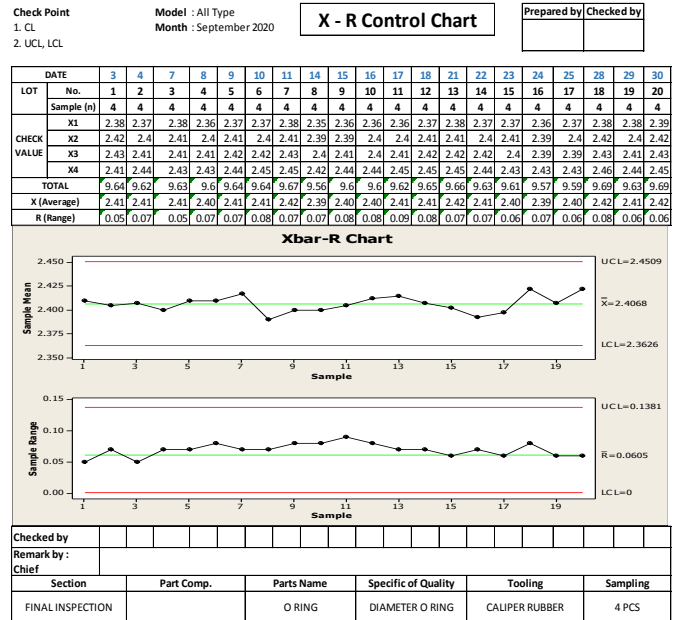 Check Point Model : All Type X - R Control Chart Prepared by Checked by
1. CL Month : September 2020
2. UCL, LCL
DATE 3 4 7 8 9 10 11 14 15 16 17 18 21 22 23 24 25 28 29 30
LOT No. 1 2 3 4 5 6 7 8 9 10 11 12 13 14 15 16 17 18 19 20
Sample (n) 4 4 4 4 4 4 4 4 4 4 4 4 4 4 4 4 4 4 4 4
X1 2.38 2.37 2.38 2.36 2.37 2.37 2.38 2.35 2.36 2.36 2.36 2.37 2.38 2.37 2.38 2.36 2.37 2.38 2.38 2.39
CHECK VALUE X2 2.42 2.4 2.41 2.4 2.41 2.4 2.41 2.39 2.39 2.4 2.4 2.41 2.41 2.4 2.41 2.39 2.4 2.42 2.4 2.42
X3 2.43 2.41 2.41 2.41 2.42 2.42 2.43 2.4 2.41 2.4 2.41 2.42 2.42 2.42 2.4 2.39 2.39 2.43 2.41 2.43
X4 2.41 2.44 2.43 2.43 2.44 2.45 2.45 2.42 2.44 2.44 2.45 2.45 2.45 2.44 2.42 2.43 2.43 2.46 2.44 2.45
TOTAL 9.64 9.62 9.63 9.6 9.64 9.64 9.67 9.56 9.6 9.6 9.62 9.65 9.66 9.63 9.61 9.57 9.59 9.69 9.63 9.69
X (Average) 2.41 2.41 2.41 2.40 2.41 2.41 2.42 2.39 2.40 2.40 2.41 2.41 2.42 2.41 2.40 2.39 2.40 2.42 2.41 2.42
R (Range) 0.05 0.07 0.05 0.07 0.07 0.08 0.07 0.07 0.08 0.08 0.09 0.08 0.07 0.07 0.06 0.07 0.06 0.08 0.06 0.06
Xbar-R Chart
2.450 UCL=2.4509
2.425
2.400 X=2.4068
2.375
2.350 LCL=2.3626
Sample Mean
1 3 5 7 9 11 13 15 17 19
Sample
0.15 UCL=0.1381
0.10
0.05 R=0.0605
0.00 LCL=0
Sample Range
1 3 5 7 9 11 13 15 17 19
Sample
Checked by
Remark by :
Chief
Section Part Comp. Parts Name Specific of Quality Tooling Sampling
FINAL INSPECTION O RING DIAMETER O RING CALIPER RUBBER 4 PCS